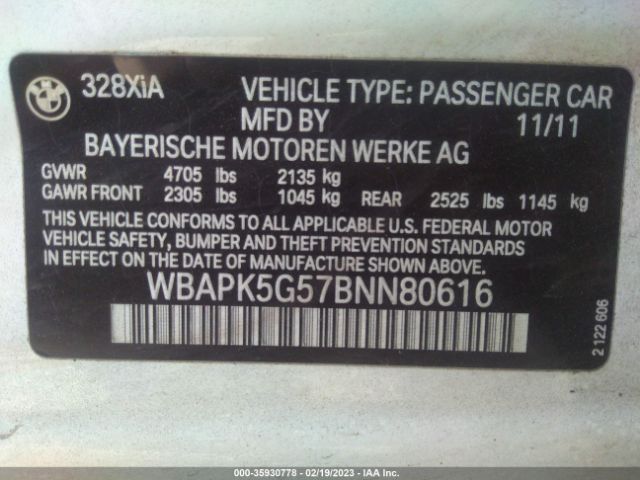 BMW
328XiA VEHICLE TYPE: PASSENGER CAR
MFD BY 11/11
BAYERISCHE MOTOREN WERKE AG
GVWR 4705 lbs 2135 kg
GAWR FRONT 2305 lbs 1045 kg REAR 2525 lbs 1145 kg
THIS VEHICLE CONFORMS TO ALL APPLICABLE U.S. FEDERAL MOTOR
VEHICLE SAFETY, BUMPER AND THEFT PREVENTION STANDARDS
IN EFFECT ON THE DATE OF MANUFACTURE SHOWN ABOVE.
WBAPK5G57BNN80616
2 122 606
000-35930778 - 02/19/2023 - IAA Inc.